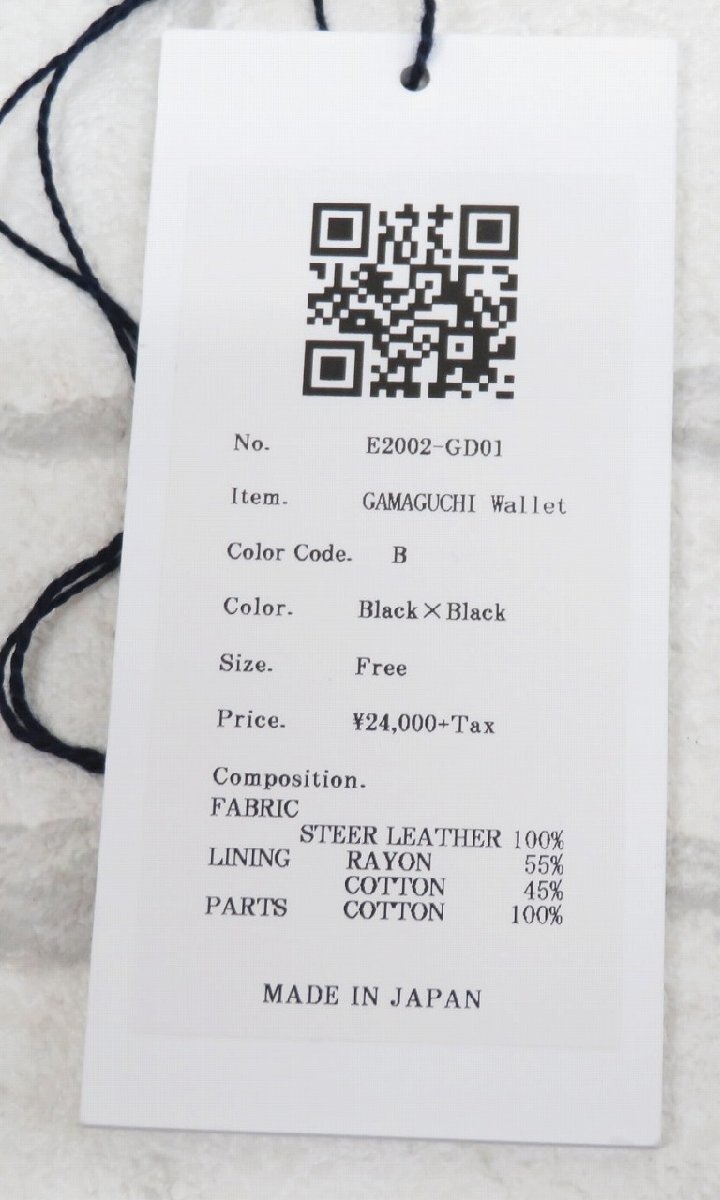 No. E2002-GD01
Item. GAMAGUCHI Wallet
Color Code. B
Color. Black×Black
Size. Free
Price. ¥24,000+Tax
Composition.
FABRIC
STEER LEATHER 100%
LINING RAYON 55%
COTTON 45%
PARTS COTTON 100%
MADE IN JAPAN